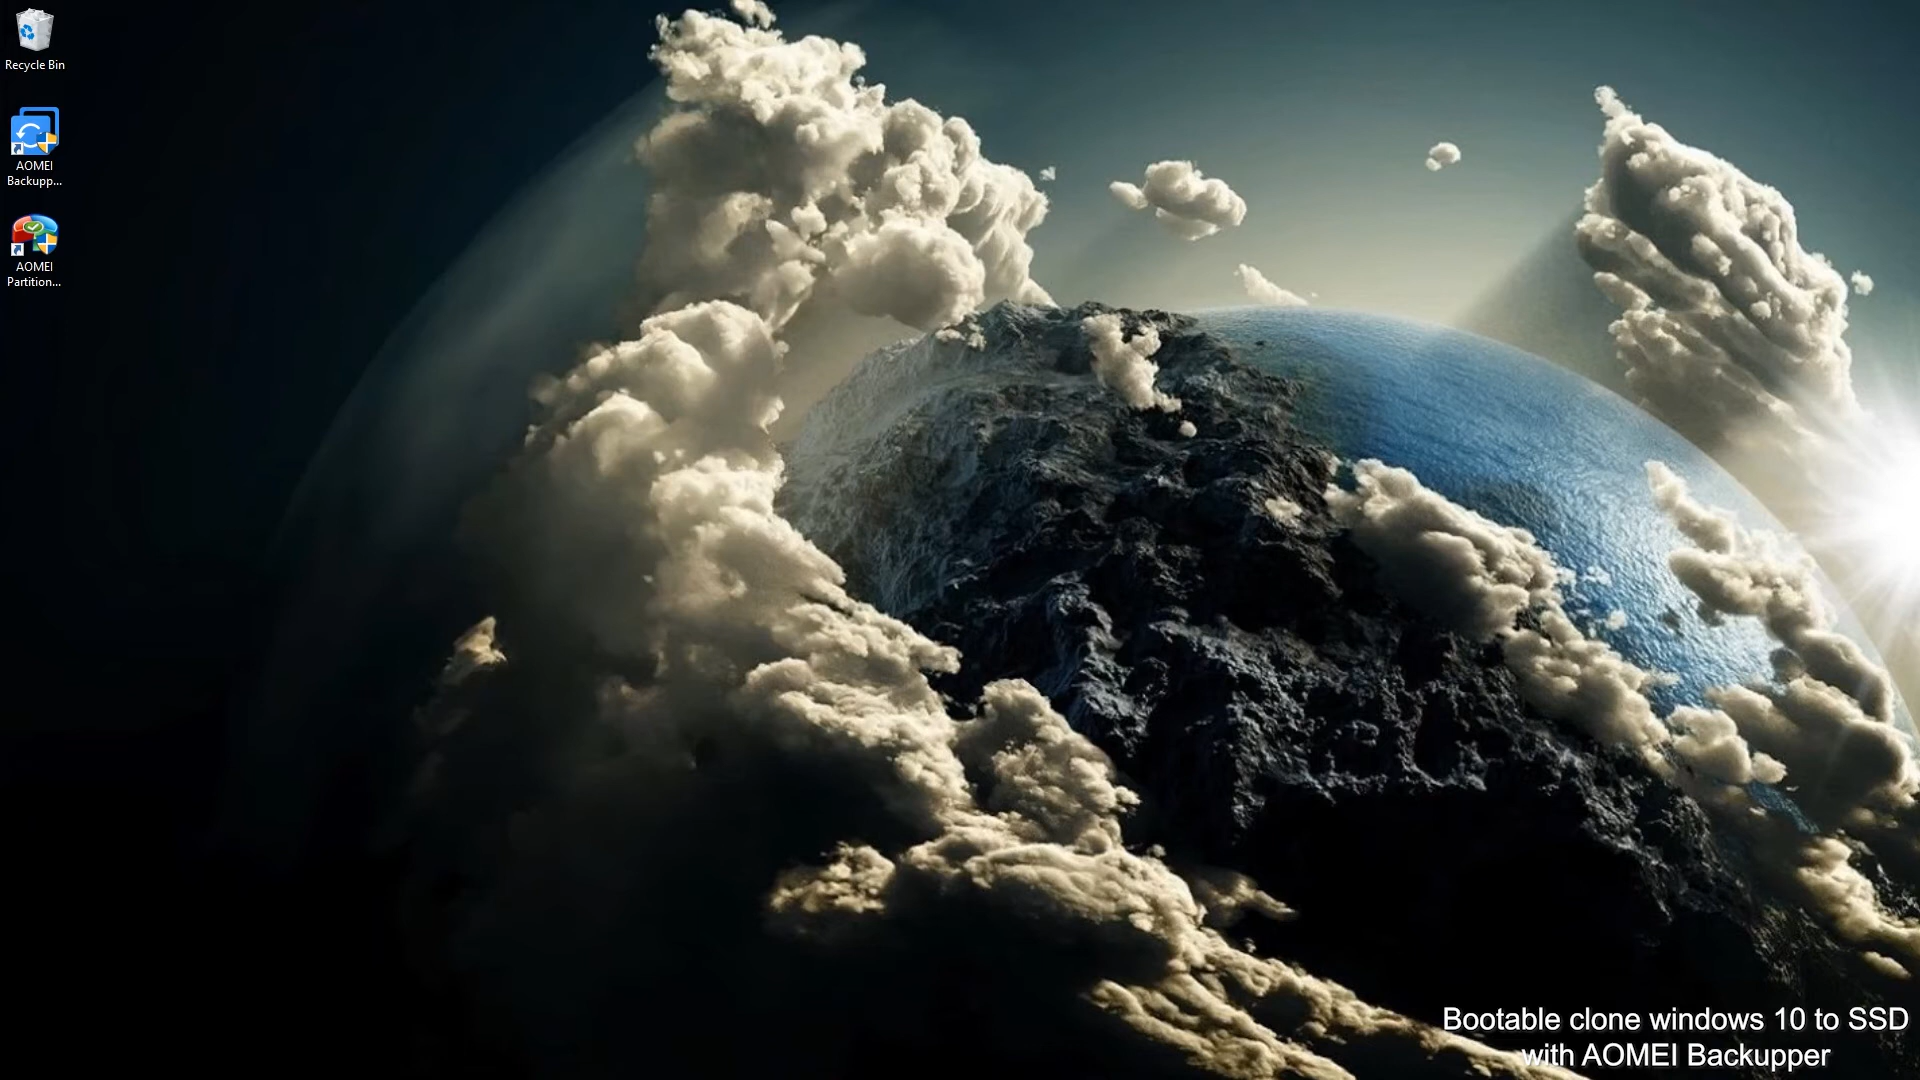 Recycle Bin
AOMEI
Backupp...
AOMEI
Partition...
Bootable clone windows 10 to SSD
with AOMEI Backupper